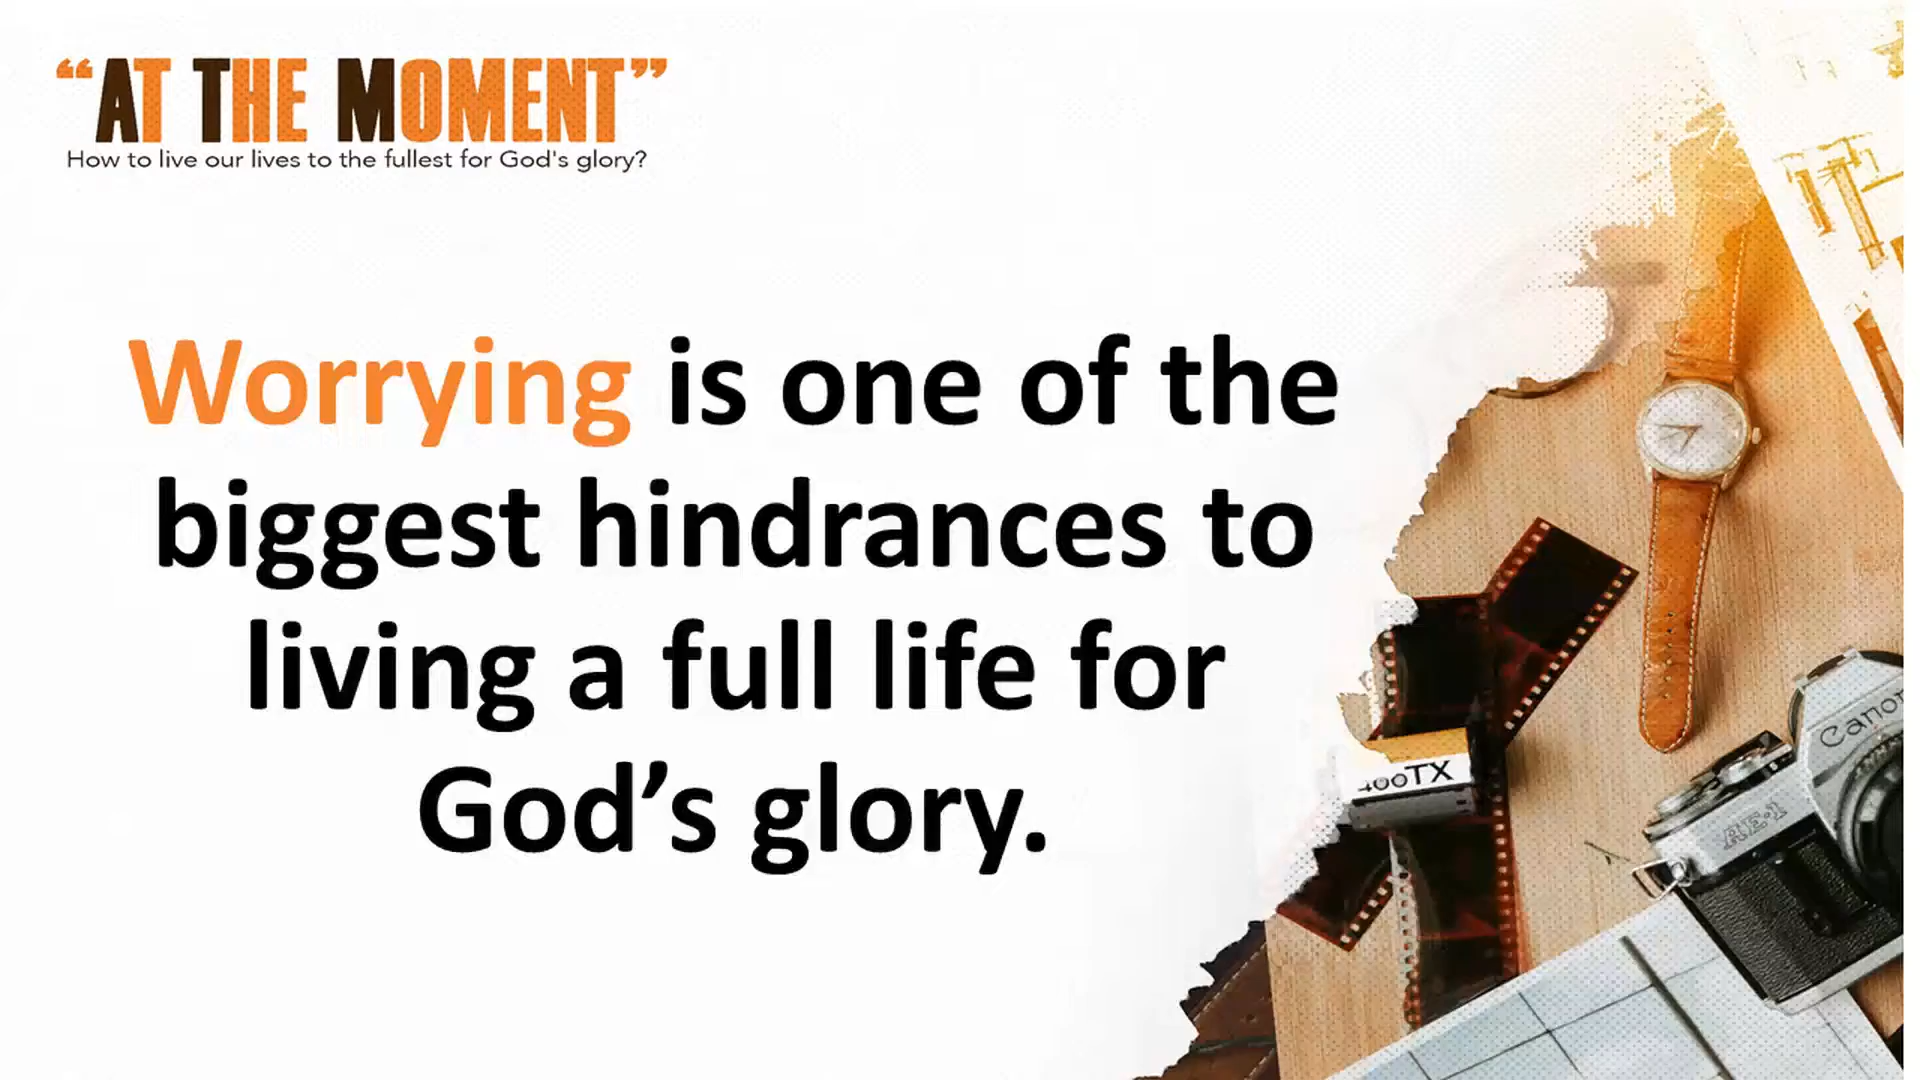 “AT THE MOMENT”
How to live our lives to the fullest for God's glory?
Worrying is one of the
biggest hindrances to
living a full life for
God’s glory.
400TX
Canon
AE-1